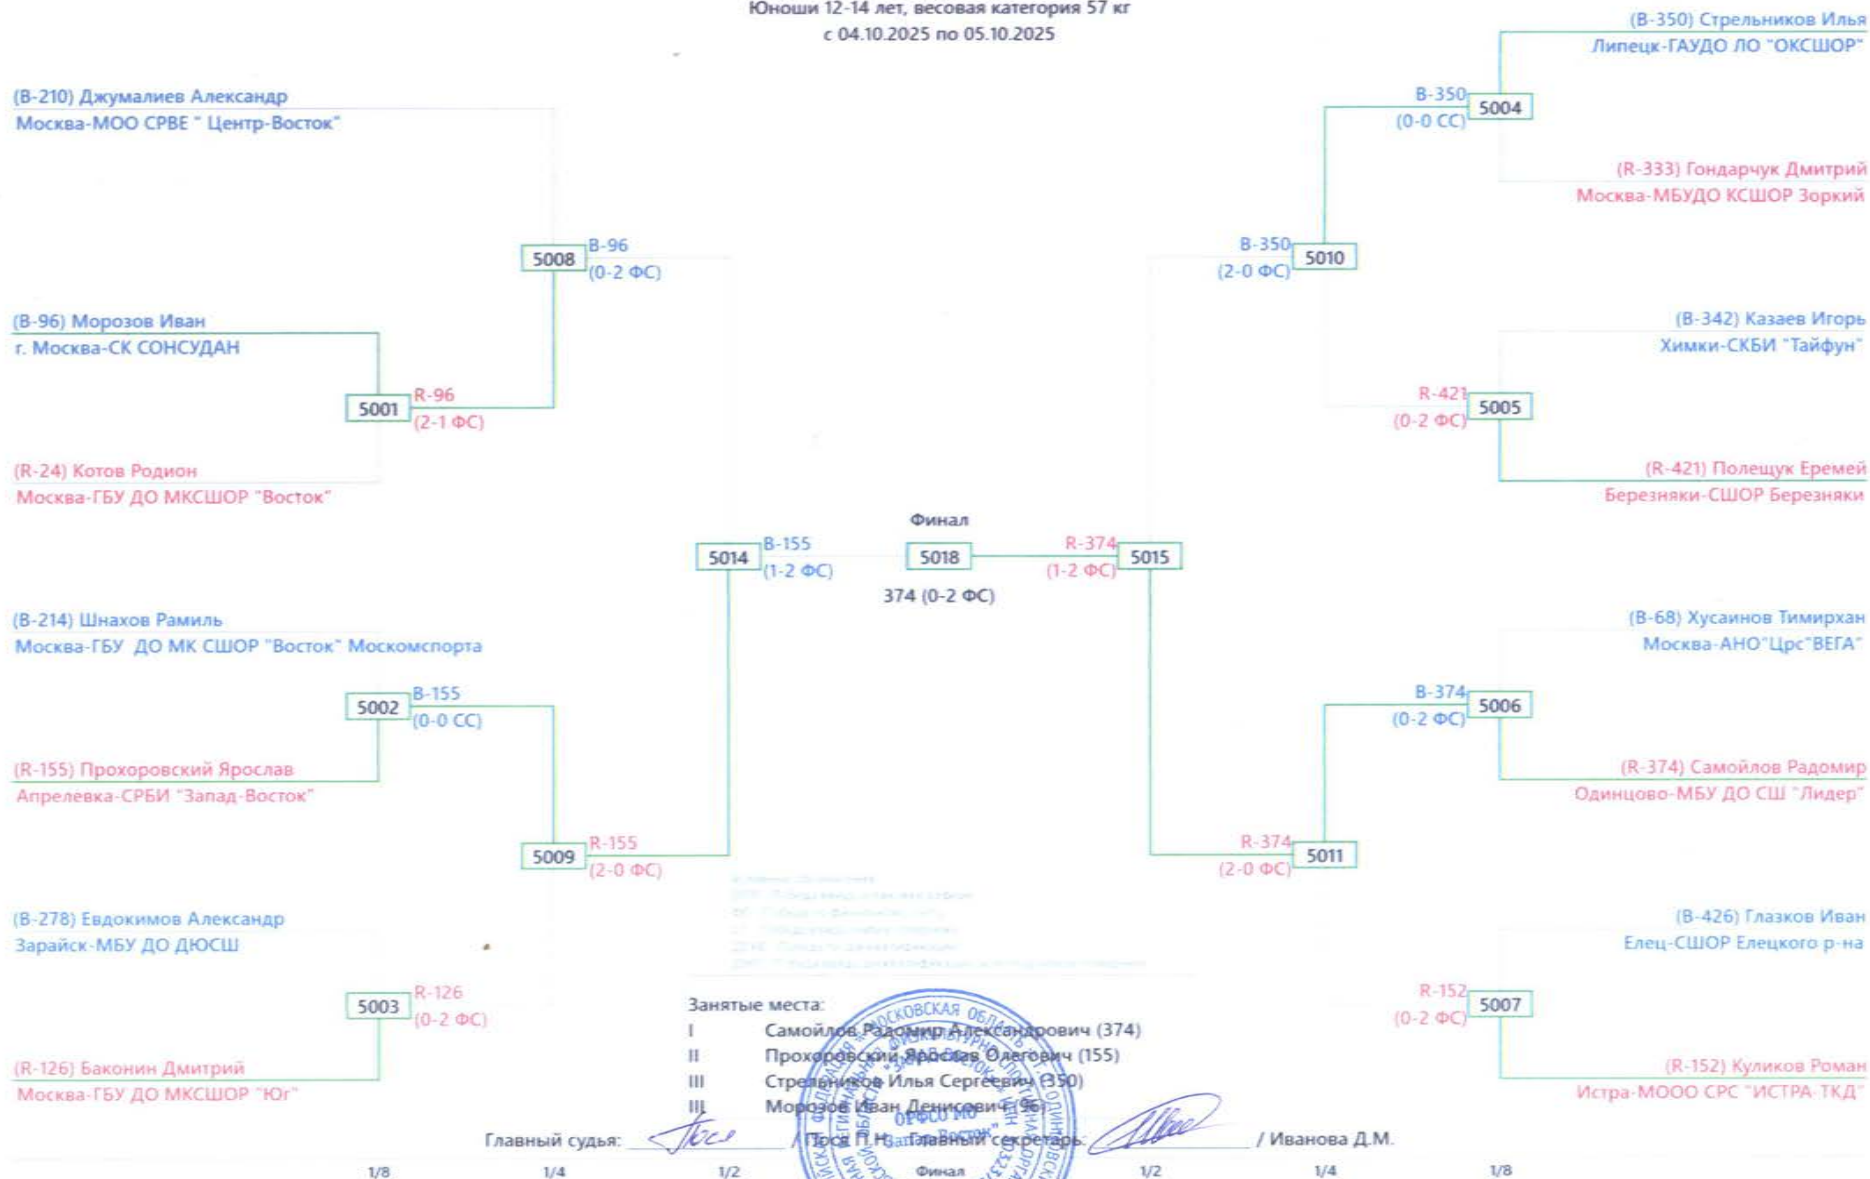 Юноши 12-14 лет, весовая категория 57 кг
с 04.10.2025 по 05.10.2025
(B-210) Джумалиев Александр
Москва-МОО СРВЕ " Центр-Восток"
5008
B-96
(0-2 ФС)
(B-96) Морозов Иван
г. Москва-СК СОНСУДАН
5001
R-96
(2-1 ФС)
(R-24) Котов Родион
Москва-ГБУ ДО МКСШОР "Восток"
5014
B-155
(1-2 ФС)
(B-214) Шнахов Рамиль
Москва-ГБУ ДО МК СШОР "Восток" Москомспорта
5002
B-155
(0-0 СС)
(R-155) Прохоровский Ярослав
Апрелевка-СРБИ "Запад-Восток"
5009
R-155
(2-0 ФС)
(B-278) Евдокимов Александр
Зарайск-МБУ ДО ДЮСШ
5003
R-126
(0-2 ФС)
(R-126) Баконин Дмитрий
Москва-ГБУ ДО МКСШОР "Юг"
Финал
5018
374 (0-2 ФС)
(B-350) Стрельников Илья
Липецк-ГАУДО ЛО "ОКСШОР"
B-350
(0-0 СС)
5004
(R-333) Гондарчук Дмитрий
Москва-МБУДО КСШОР Зоркий
B-350
(2-0 ФС)
5010
(B-342) Казаев Игорь
Химки-СКБИ "Тайфун"
R-421
(0-2 ФС)
5005
(R-421) Полещук Еремей
Березняки-СШОР Березняки
R-374
(1-2 ФС)
5015
(B-68) Хусаинов Тимирхан
Москва-АНО"Црс"ВЕГА"
B-374
(0-2 ФС)
5006
(R-374) Самойлов Радомир
Одинцово-МБУ ДО СШ "Лидер"
R-374
(2-0 ФС)
5011
(B-426) Глазков Иван
Елец-СШОР Елецкого р-на
R-152
(0-2 ФС)
5007
(R-152) Куликов Роман
Истра-МООО СРС "ИСТРА-ТКД"
Занятые места:
I Самойлов Радомир Александрович (374)
II Прохоровский Ярослав Олегович (155)
III Стрельников Илья Сергеевич (350)
III Морозов Иван Денисович (96)
ОРФСО МО
"Запад-Восток"
Главный судья: / Пося П.Н. Главный секретарь: / Иванова Д.М.
1/8 1/4 1/2 Финал 1/2 1/4 1/8